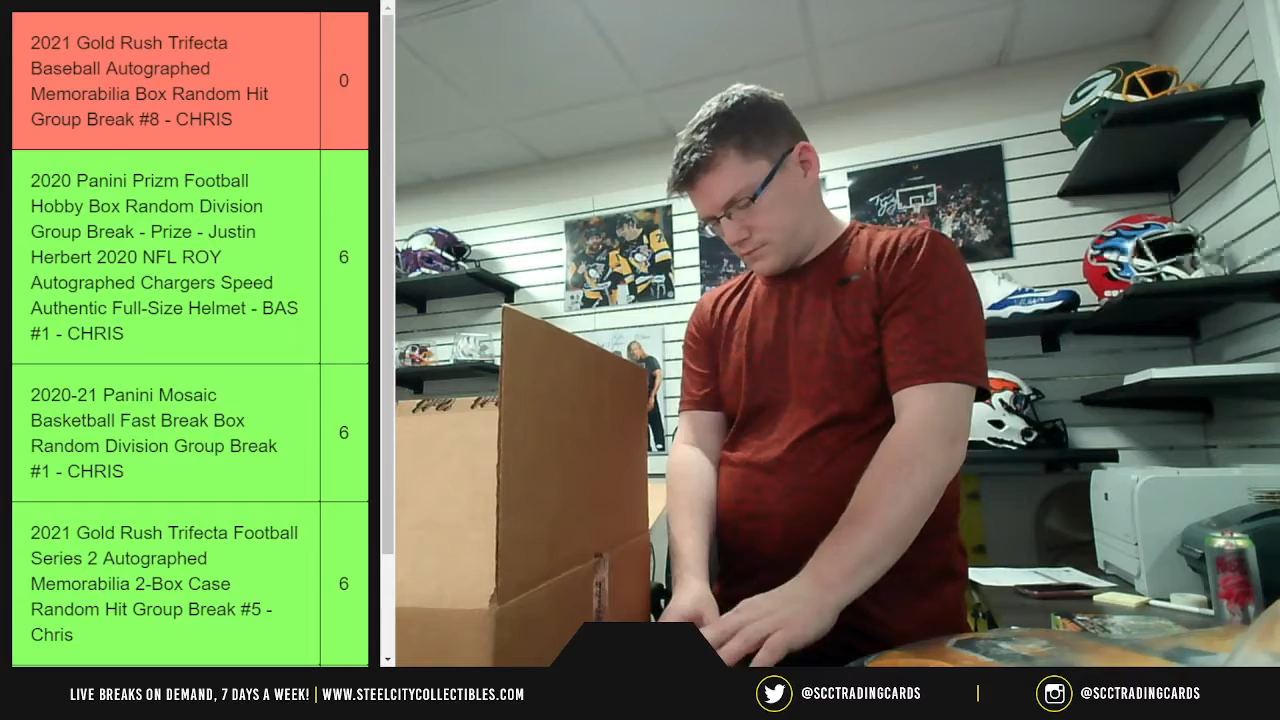 2021 Gold Rush Trifecta
Baseball Autographed
Memorabilia Box Random Hit
Group Break #8 - CHRIS
0
2020 Panini Prizm Football
Hobby Box Random Division
Group Break - Prize - Justin
Herbert 2020 NFL ROY
Autographed Chargers Speed
Authentic Full-Size Helmet - BAS
#1 - CHRIS
6
2020-21 Panini Mosaic
Basketball Fast Break Box
Random Division Group Break
#1 - CHRIS
6
2021 Gold Rush Trifecta Football
Series 2 Autographed
Memorabilia 2-Box Case
Random Hit Group Break #5 -
Chris
6
G
LIVE BREAKS ON DEMAND, 7 DAYS A WEEK! | WWW.STEELCITYCOLLECTIBLES.COM
@SCCTRADINGCARDS | @SCCTRADINGCARDS